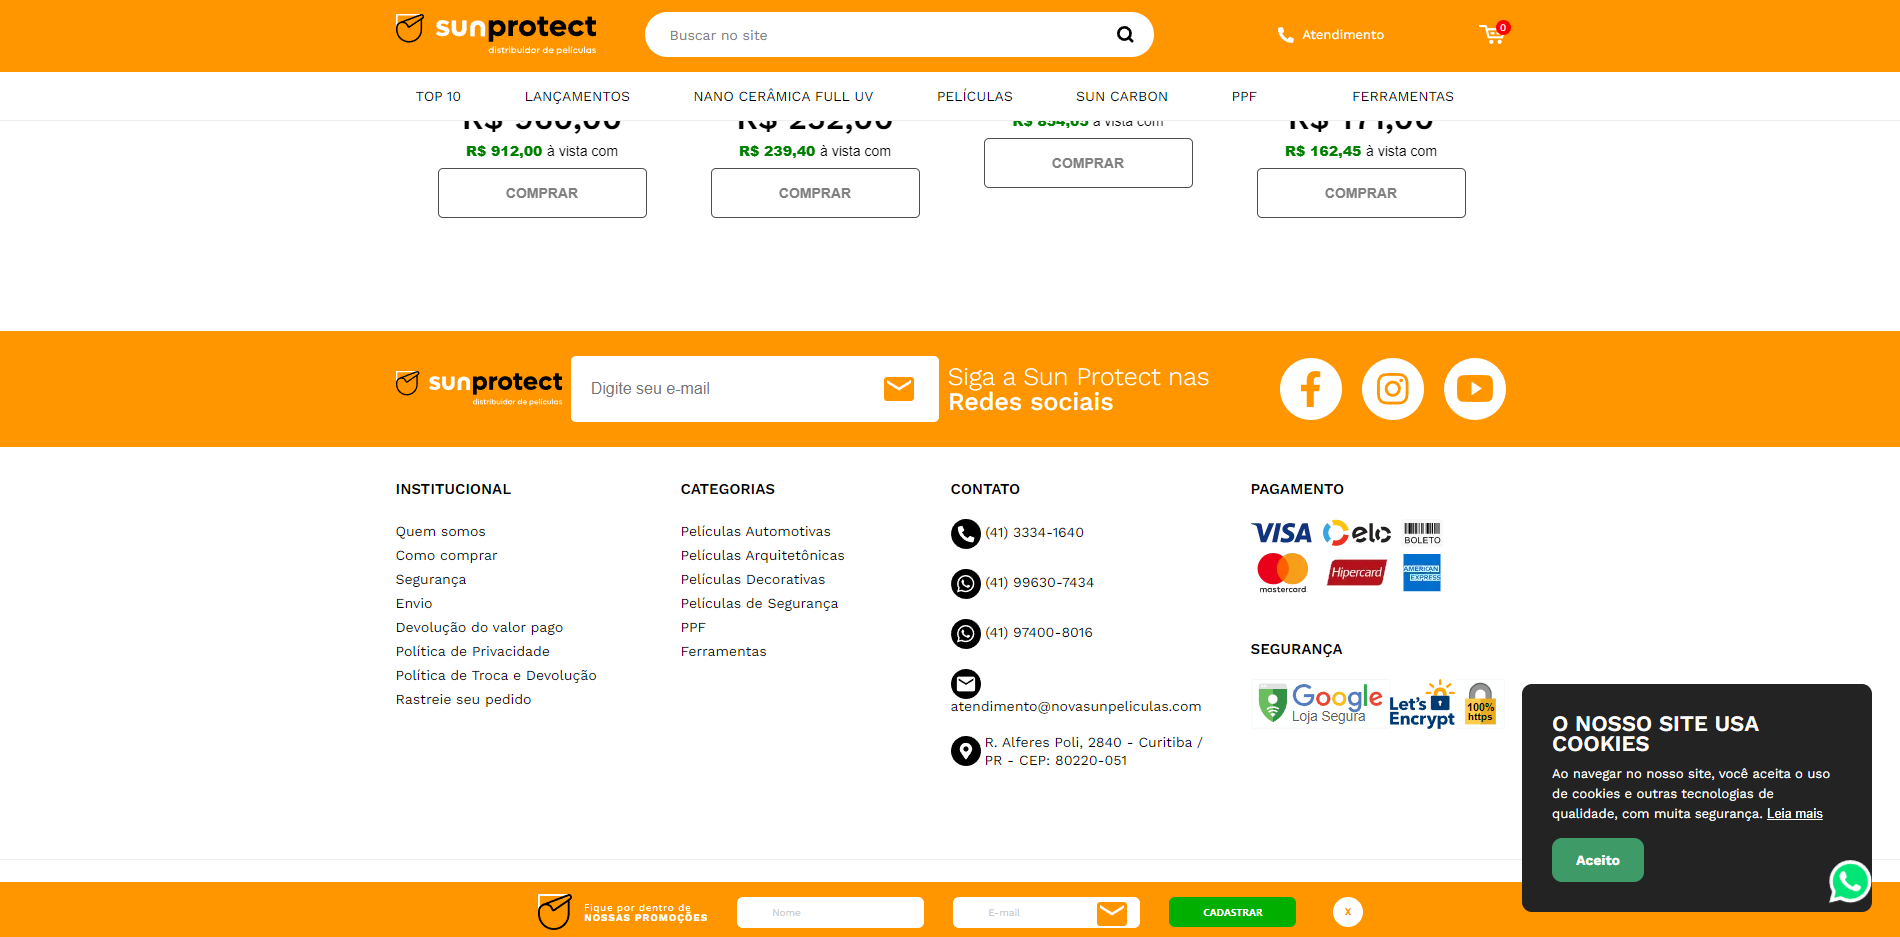 sunprotect
distribuidor de películas
Buscar no site
Atendimento
0
TOP 10
LANÇAMENTOS
NANO CERÂMICA FULL UV
PELÍCULAS
SUN CARBON
PPF
FERRAMENTAS
R$ 960,00
R$ 252,00
R$ 854,05 à vista com
R$ 171,00
R$ 912,00 à vista com
R$ 239,40 à vista com
R$ 162,45 à vista com
COMPRAR
COMPRAR
COMPRAR
COMPRAR
sunprotect
distribuidor de películas
Digite seu e-mail
Siga a Sun Protect nas
Redes sociais
INSTITUCIONAL
Quem somos
Como comprar
Segurança
Envio
Devolução do valor pago
Política de Privacidade
Política de Troca e Devolução
Rastreie seu pedido
CATEGORIAS
Películas Automotivas
Películas Arquitetônicas
Películas Decorativas
Películas de Segurança
PPF
Ferramentas
CONTATO
(41) 3334-1640
(41) 99630-7434
(41) 97400-8016
atendimento@novasunpeliculas.com
R. Alferes Poli, 2840 - Curitiba /
PR - CEP: 80220-051
PAGAMENTO
VISA
elo
BOLETO
mastercard
Hipercard
AMERICAN
EXPRESS
SEGURANÇA
Google
Loja Segura
Let's
Encrypt
100%
https
O NOSSO SITE USA
COOKIES
Ao navegar no nosso site, você aceita o uso
de cookies e outras tecnologias de
qualidade, com muita segurança. Leia mais
Aceito
Fique por dentro de
NOSSAS PROMOÇÕES
Nome
E-mail
CADASTRAR
X